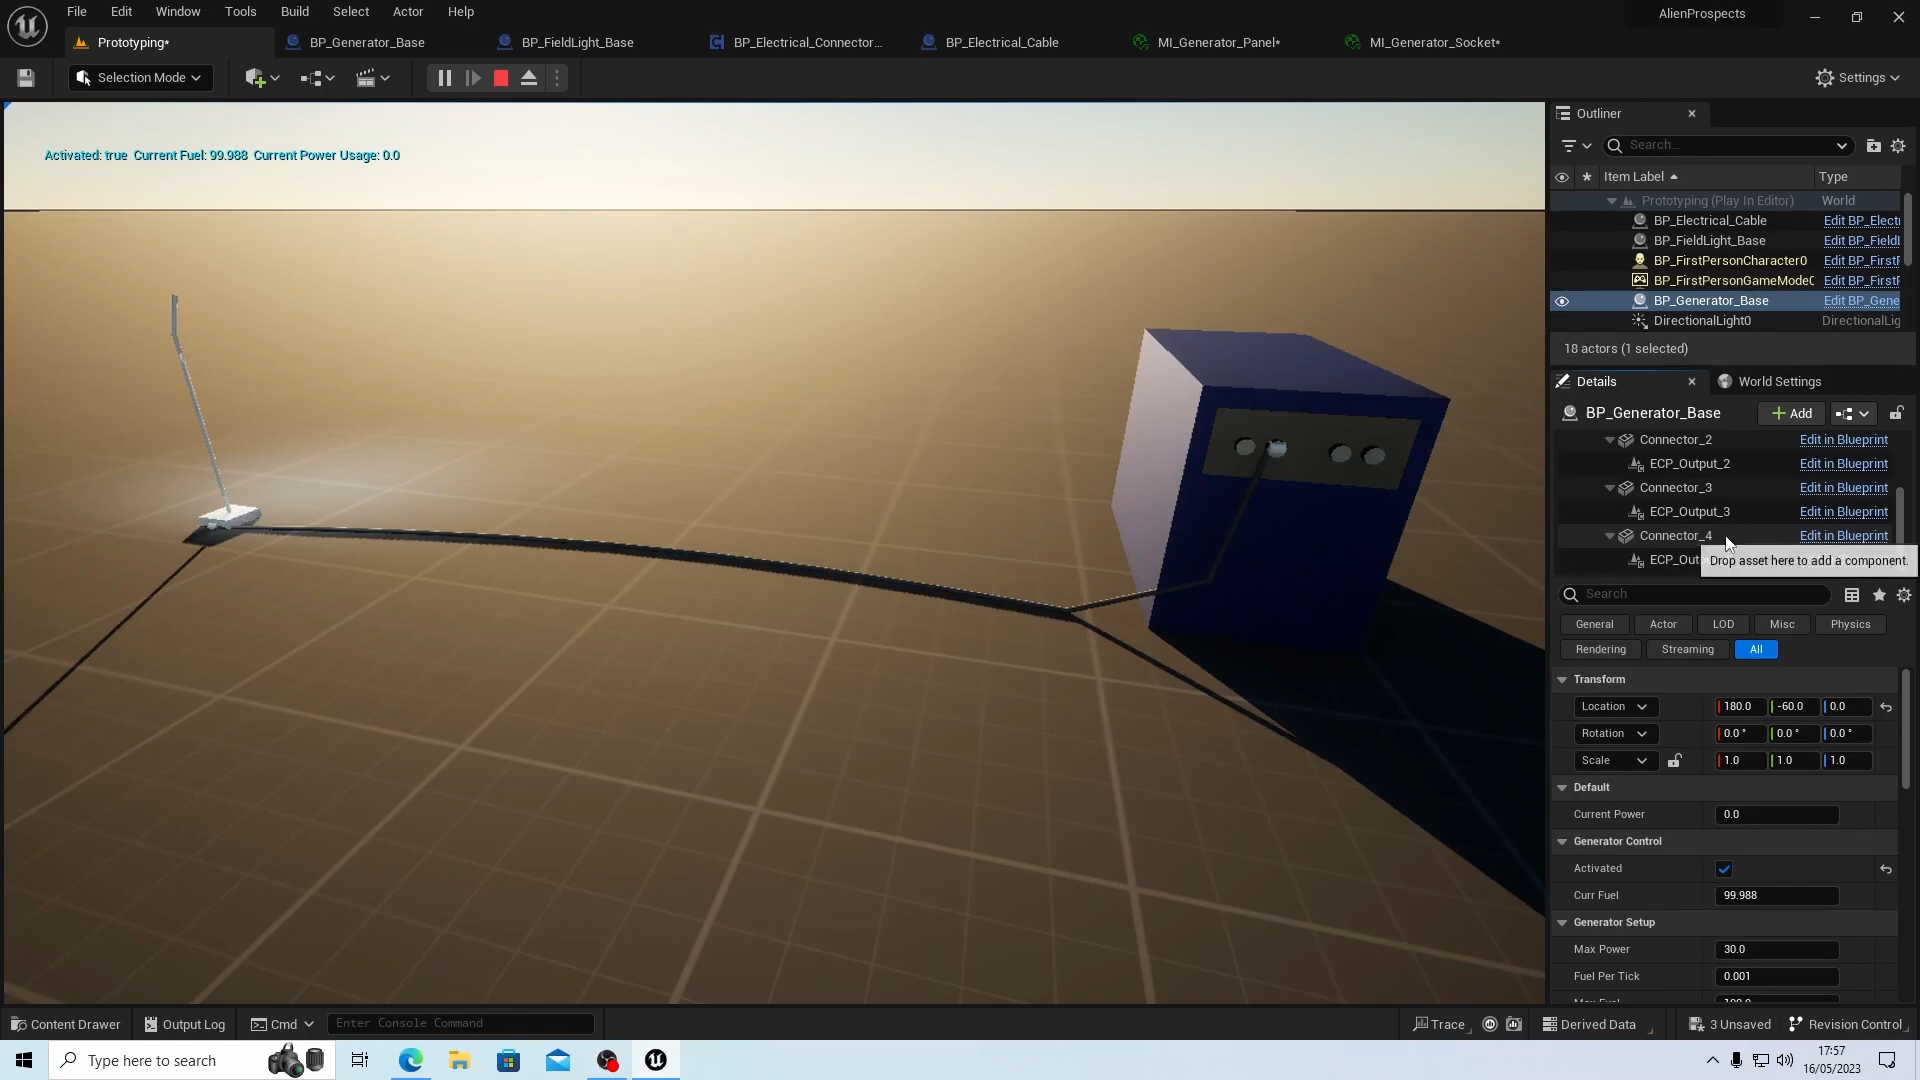 File Edit Window Tools Build Select Actor Help
AlienProspects
Prototyping*
BP_Generator_Base
BP_FieldLight_Base
BP_Electrical_Connector...
BP_Electrical_Cable
MI_Generator_Panel*
MI_Generator_Socket*
Selection Mode
Settings
Activated: true Current Fuel: 99.988 Current Power Usage: 0.0
Outliner
Search...
Item Label
Type
Prototyping (Play In Editor) World
BP_Electrical_Cable Edit BP_Elect
BP_FieldLight_Base Edit BP_Field
BP_FirstPersonCharacter0 Edit BP_First
BP_FirstPersonGameMode Edit BP_First
BP_Generator_Base Edit BP_Gene
DirectionalLight0 DirectionalLig
18 actors (1 selected)
Details
World Settings
BP_Generator_Base
Add
Connector_2 Edit in Blueprint
ECP_Output_2 Edit in Blueprint
Connector_3 Edit in Blueprint
ECP_Output_3 Edit in Blueprint
Connector_4 Edit in Blueprint
ECP_Out
Drop asset here to add a component.
Search
General Actor LOD Misc Physics
Rendering Streaming All
Transform
Location 180.0 -60.0 0.0
Rotation 0.0 ° 0.0 ° 0.0 °
Scale 1.0 1.0 1.0
Default
Current Power 0.0
Generator Control
Activated
Curr Fuel 99.988
Generator Setup
Max Power 30.0
Fuel Per Tick 0.001
Content Drawer
Output Log
Cmd
Enter Console Command
Trace
Derived Data
3 Unsaved
Revision Control
Type here to search
17:57
16/05/2023